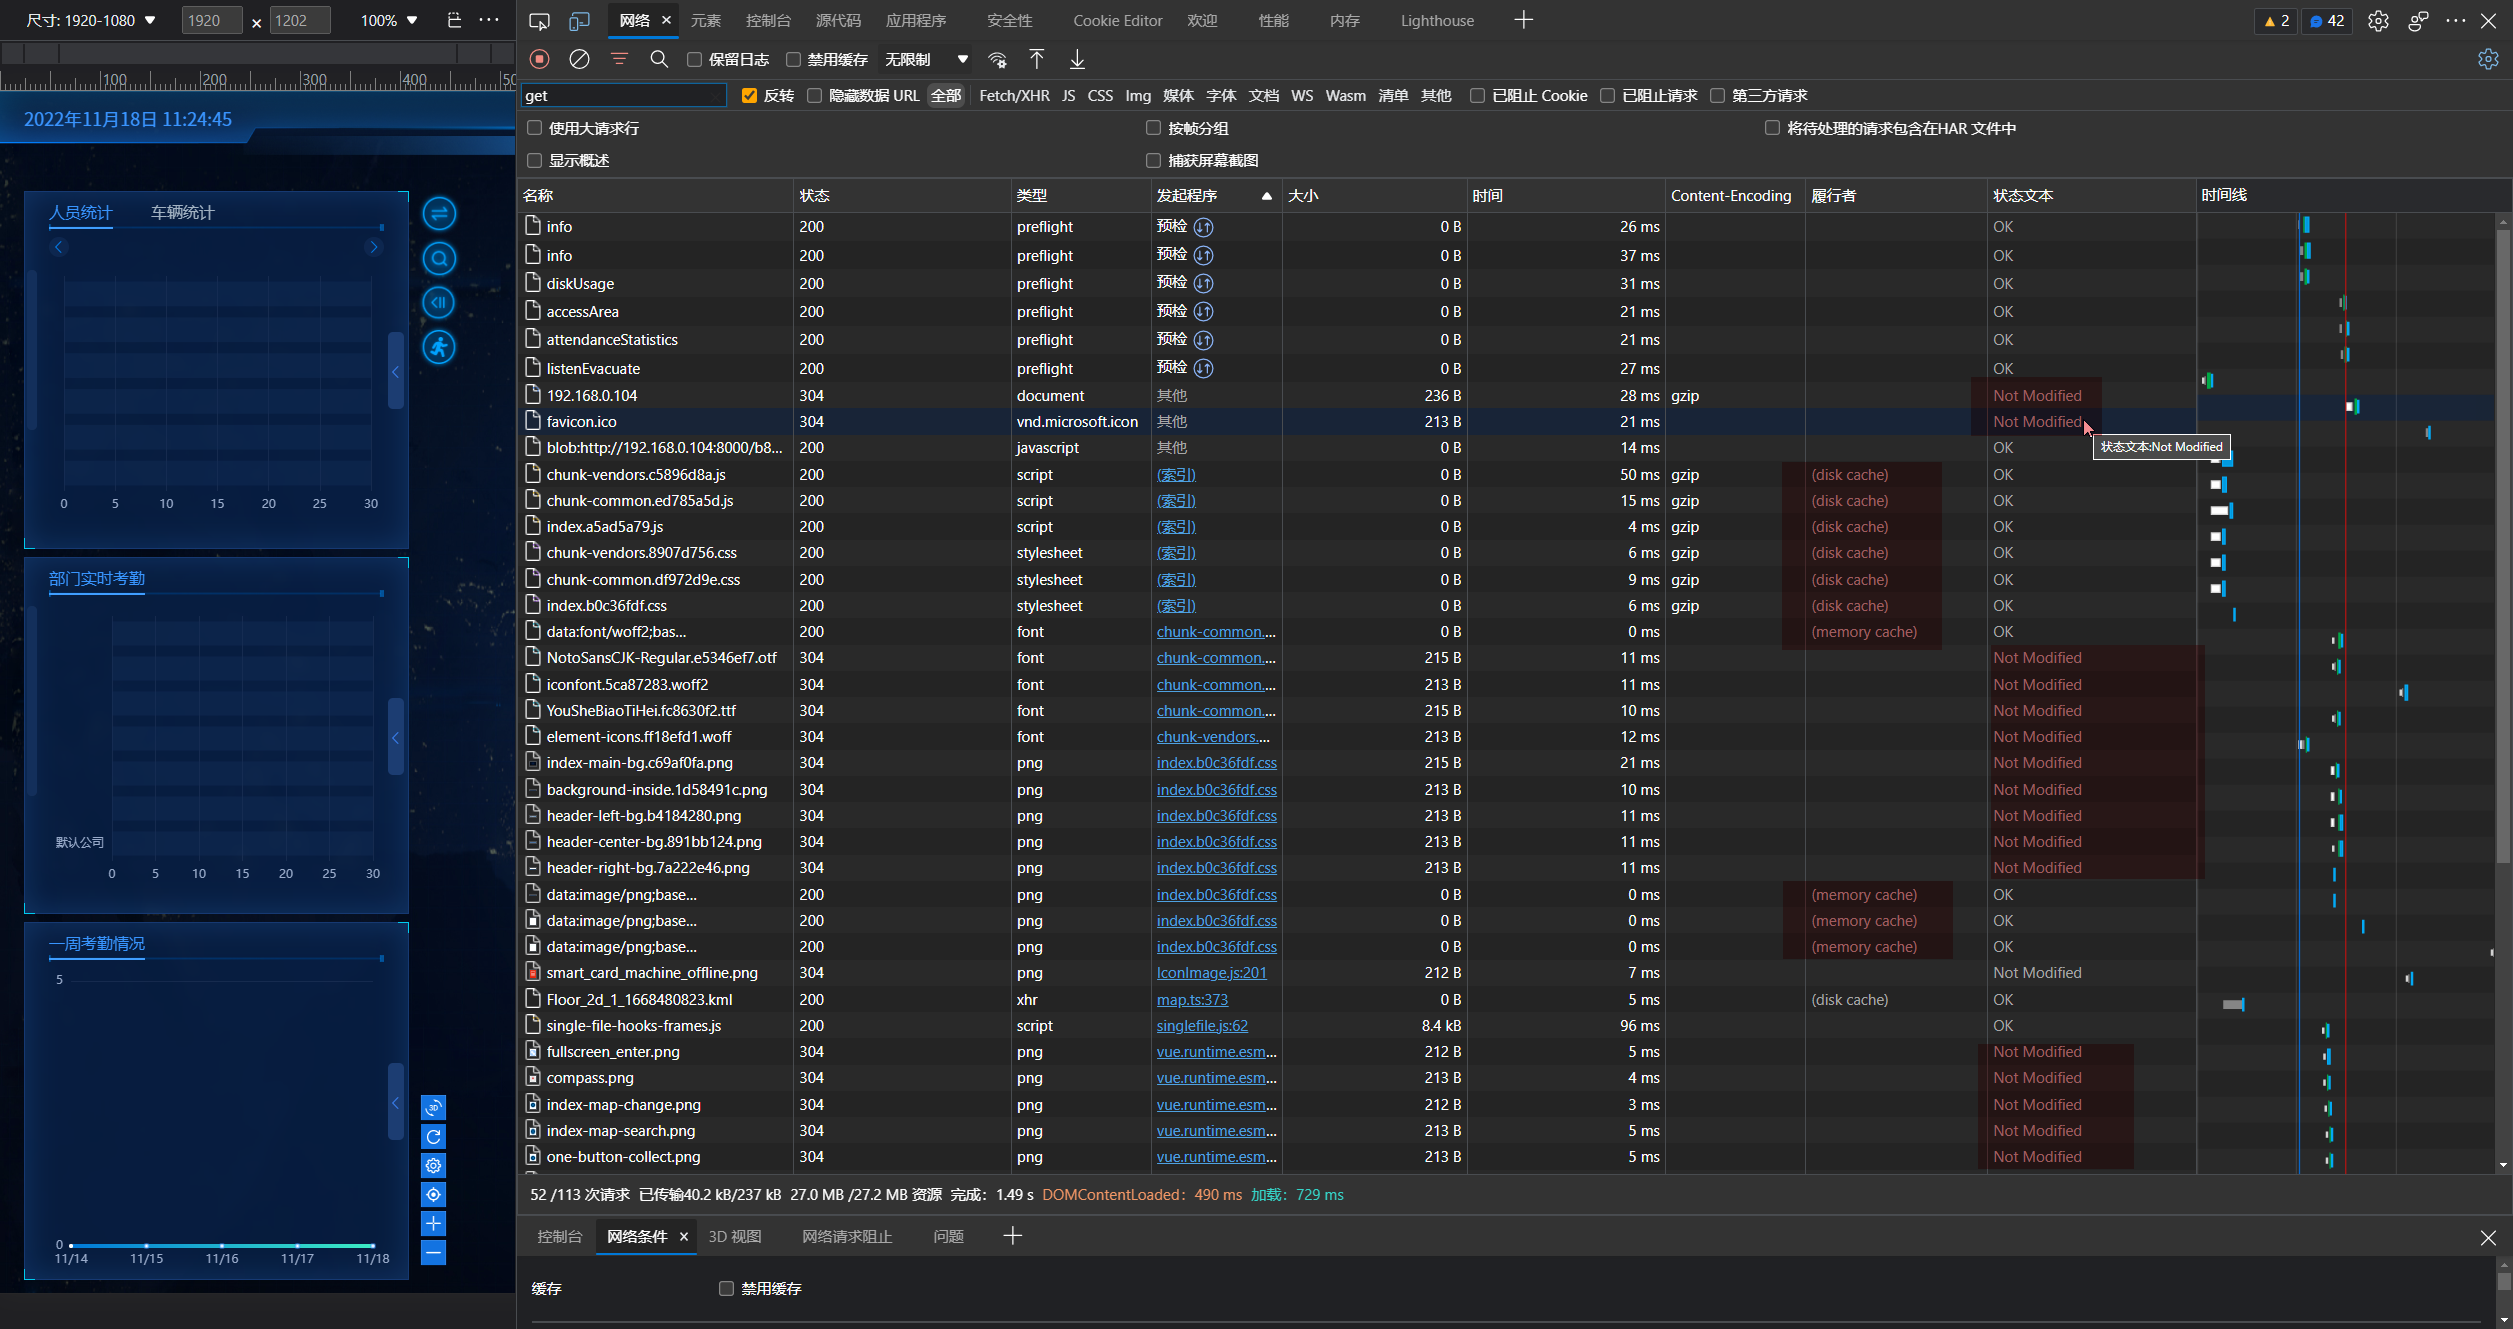 尺寸: 1920-1080 ▼ 1920 × 1202 100% ▼
100 200 300 400 50
2022年11月18日 11:24:45
人员统计 车辆统计
0 5 10 15 20 25 30
部门实时考勤
默认公司
0 5 10 15 20 25 30
一周考勤情况
5
0
11/14 11/15 11/16 11/17 11/18
3D
网络 × 元素 控制台 源代码 应用程序 安全性 Cookie Editor 欢迎 性能 内存 Lighthouse + 2 42
保留日志 禁用缓存 无限制 ▼
get 反转 隐藏数据 URL 全部 Fetch/XHR JS CSS Img 媒体 字体 文档 WS Wasm 清单 其他 已阻止 Cookie 已阻止请求 第三方请求
使用大请求行 按帧分组 将待处理的请求包含在HAR 文件中
显示概述 捕获屏幕截图
名称 状态 类型 发起程序 ▲ 大小 时间 Content-Encoding 履行者 状态文本 时间线
info 200 preflight 预检 0 B 26 ms OK
info 200 preflight 预检 0 B 37 ms OK
diskUsage 200 preflight 预检 0 B 31 ms OK
accessArea 200 preflight 预检 0 B 21 ms OK
attendanceStatistics 200 preflight 预检 0 B 21 ms OK
listenEvacuate 200 preflight 预检 0 B 27 ms OK
192.168.0.104 304 document 其他 236 B 28 ms gzip Not Modified
favicon.ico 304 vnd.microsoft.icon 其他 213 B 21 ms Not Modified
状态文本:Not Modified
blob:http://192.168.0.104:8000/b8... 200 javascript 其他 0 B 14 ms OK
chunk-vendors.c5896d8a.js 200 script (索引) 0 B 50 ms gzip (disk cache) OK
chunk-common.ed785a5d.js 200 script (索引) 0 B 15 ms gzip (disk cache) OK
index.a5ad5a79.js 200 script (索引) 0 B 4 ms gzip (disk cache) OK
chunk-vendors.8907d756.css 200 stylesheet (索引) 0 B 6 ms gzip (disk cache) OK
chunk-common.df972d9e.css 200 stylesheet (索引) 0 B 9 ms gzip (disk cache) OK
index.b0c36fdf.css 200 stylesheet (索引) 0 B 6 ms gzip (disk cache) OK
data:font/woff2;bas... 200 font chunk-common.... 0 B 0 ms (memory cache) OK
NotoSansCJK-Regular.e5346ef7.otf 304 font chunk-common.... 215 B 11 ms Not Modified
iconfont.5ca87283.woff2 304 font chunk-common.... 213 B 11 ms Not Modified
YouSheBiaoTiHei.fc8630f2.ttf 304 font chunk-common.... 215 B 10 ms Not Modified
element-icons.ff18efd1.woff 304 font chunk-vendors.... 213 B 12 ms Not Modified
index-main-bg.c69af0fa.png 304 png index.b0c36fdf.css 215 B 21 ms Not Modified
background-inside.1d58491c.png 304 png index.b0c36fdf.css 213 B 10 ms Not Modified
header-left-bg.b4184280.png 304 png index.b0c36fdf.css 213 B 11 ms Not Modified
header-center-bg.891bb124.png 304 png index.b0c36fdf.css 213 B 11 ms Not Modified
header-right-bg.7a222e46.png 304 png index.b0c36fdf.css 213 B 11 ms Not Modified
data:image/png;base... 200 png index.b0c36fdf.css 0 B 0 ms (memory cache) OK
data:image/png;base... 200 png index.b0c36fdf.css 0 B 0 ms (memory cache) OK
data:image/png;base... 200 png index.b0c36fdf.css 0 B 0 ms (memory cache) OK
smart_card_machine_offline.png 304 png IconImage.js:201 212 B 7 ms Not Modified
Floor_2d_1_1668480823.kml 200 xhr map.ts:373 0 B 5 ms (disk cache) OK
single-file-hooks-frames.js 200 script singlefile.js:62 8.4 kB 96 ms OK
fullscreen_enter.png 304 png vue.runtime.esm... 212 B 5 ms Not Modified
compass.png 304 png vue.runtime.esm... 213 B 4 ms Not Modified
index-map-change.png 304 png vue.runtime.esm... 212 B 3 ms Not Modified
index-map-search.png 304 png vue.runtime.esm... 213 B 5 ms Not Modified
one-button-collect.png 304 png vue.runtime.esm... 213 B 5 ms Not Modified
52 /113 次请求 已传输40.2 kB/237 kB 27.0 MB /27.2 MB 资源 完成: 1.49 s DOMContentLoaded: 490 ms 加载: 729 ms
控制台 网络条件 × 3D 视图 网络请求阻止 问题 +
缓存 禁用缓存